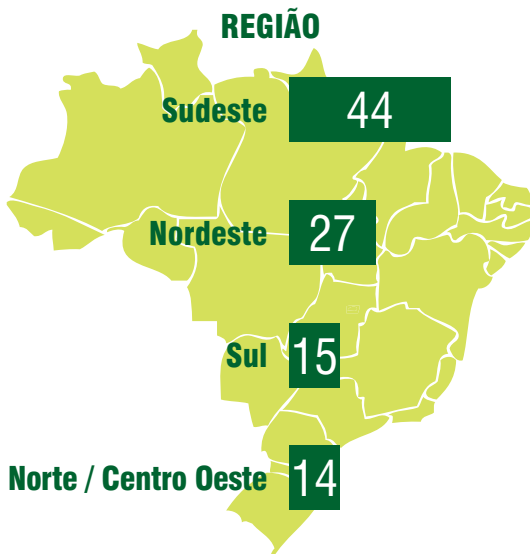 REGIÃO
Sudeste 44
Nordeste 27
Sul 15
Norte / Centro Oeste 14